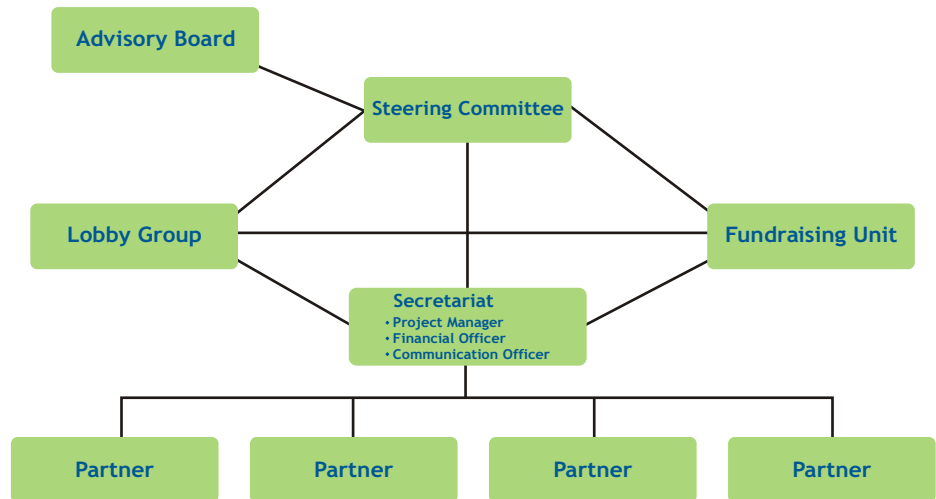 Advisory Board
Steering Committee
Lobby Group
Fundraising Unit
Secretariat
• Project Manager
• Financial Officer
• Communication Officer
Partner
Partner
Partner
Partner